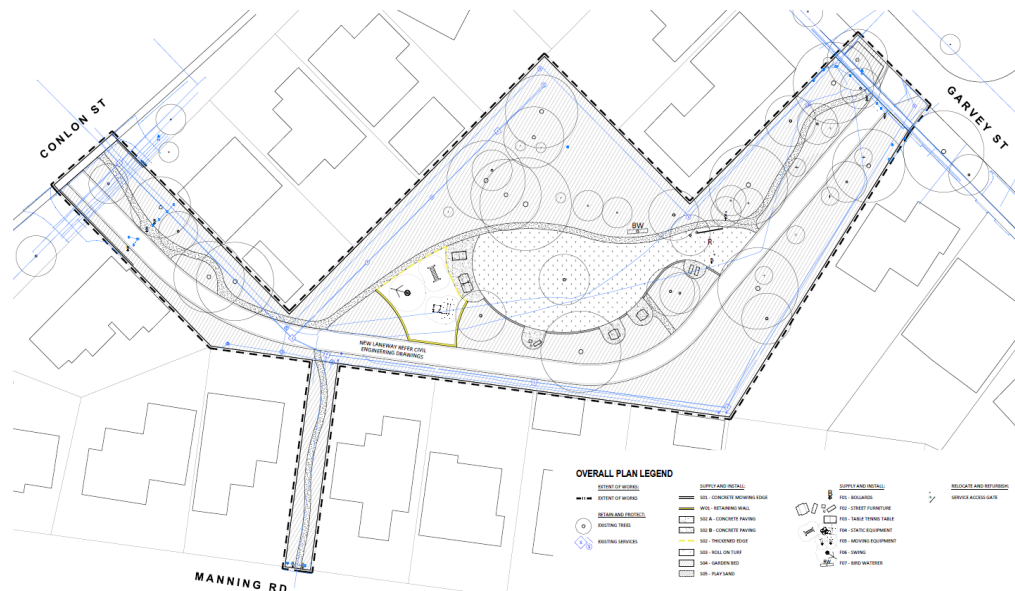 CONLON ST
GARVEY ST
BW
R
NEW LANEWAY REFER CIVIL
ENGINEERING DRAWINGS
MANNING RD
OVERALL PLAN LEGEND
EXTENT OF WORKS:
EXTENT OF WORKS
RETAIN AND PROTECT:
EXISTING TREES
EXISTING SERVICES
SUPPLY AND INSTALL:
S01 - CONCRETE MOWING EDGE
W01 - RETAINING WALL
S02 A - CONCRETE PAVING
S02 B - CONCRETE PAVING
S02 - THICKENED EDGE
S03 - ROLL ON TURF
S04 - GARDEN BED
S05 - PLAY SAND
SUPPLY AND INSTALL:
B
F01 - BOLLARDS
F02 - STREET FURNITURE
F03 - TABLE TENNIS TABLE
F04 - STATIC EQUIPMENT
F05 - MOVING EQUIPMENT
F06 - SWING
BW
F07 - BIRD WATERER
RELOCATE AND REFURBISH:
SERVICE ACCESS GATE